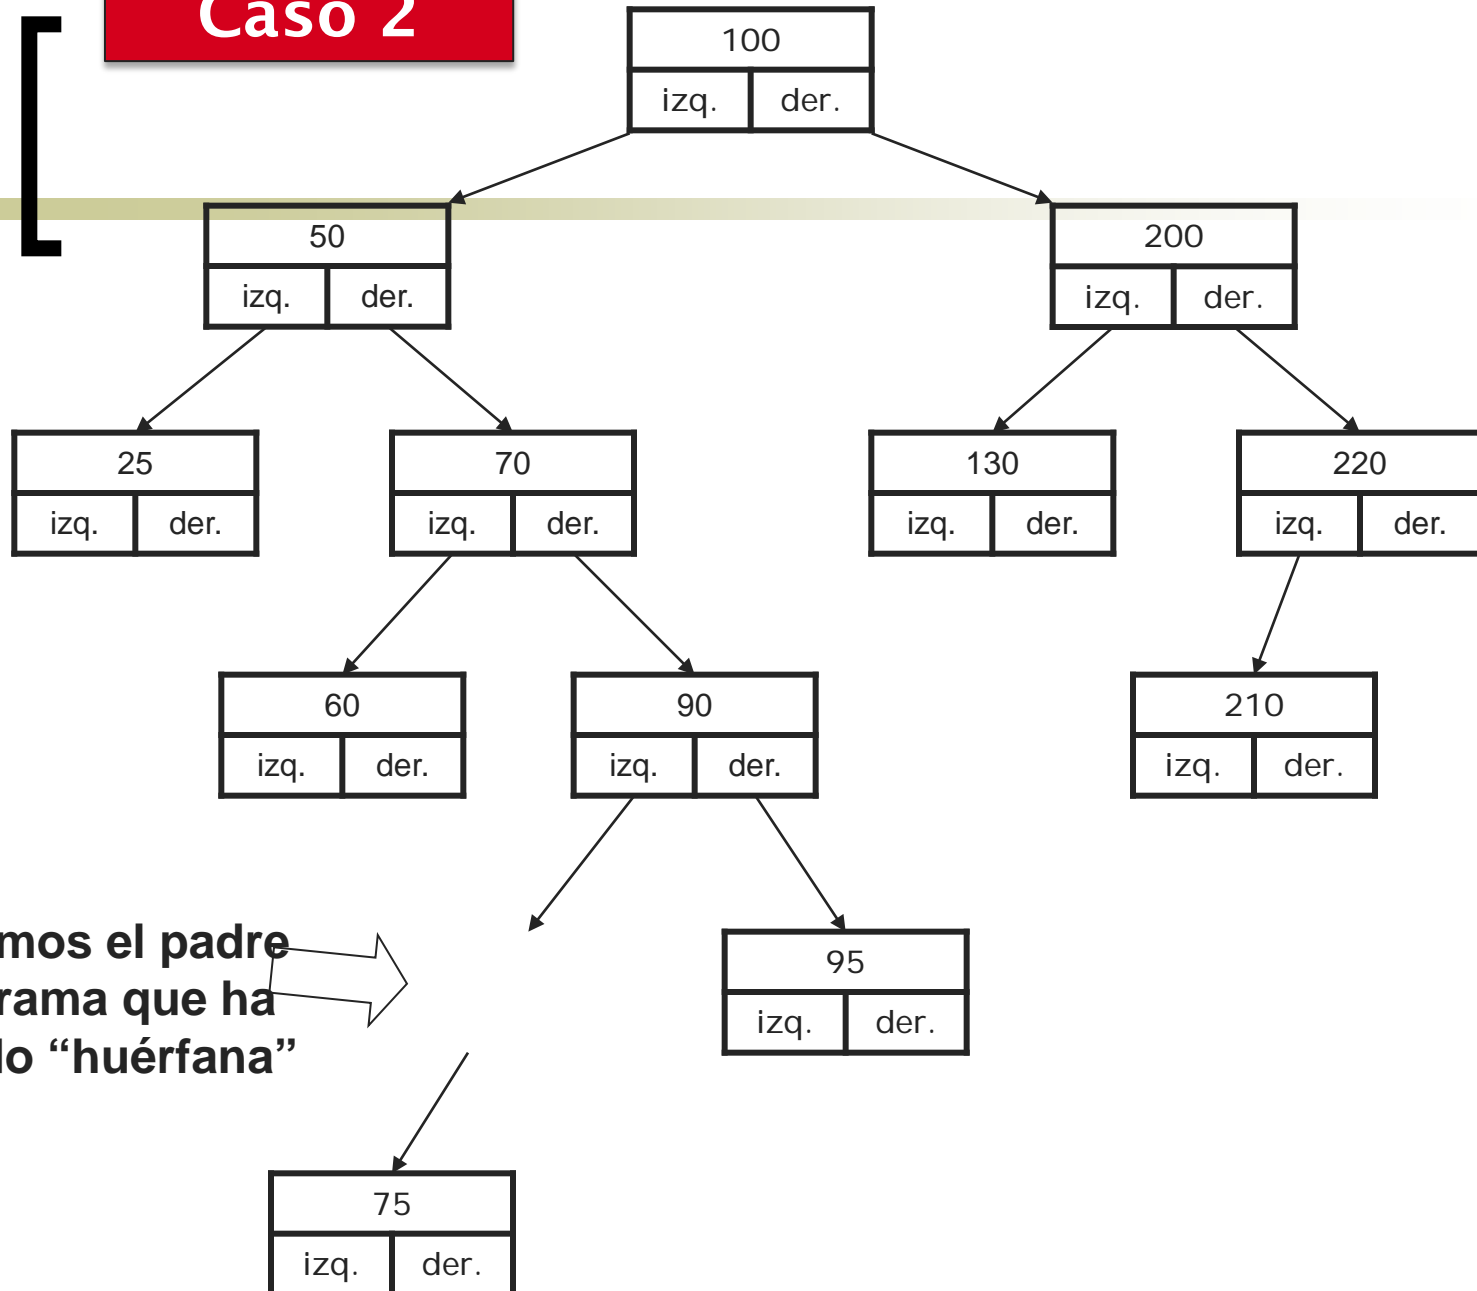 Caso 2
100
izq. der.
50
izq. der.
200
izq. der.
25
izq. der.
70
izq. der.
130
izq. der.
220
izq. der.
60
izq. der.
90
izq. der.
210
izq. der.
mos el padre
rama que ha
do “huérfana”
95
izq. der.
75
izq. der.